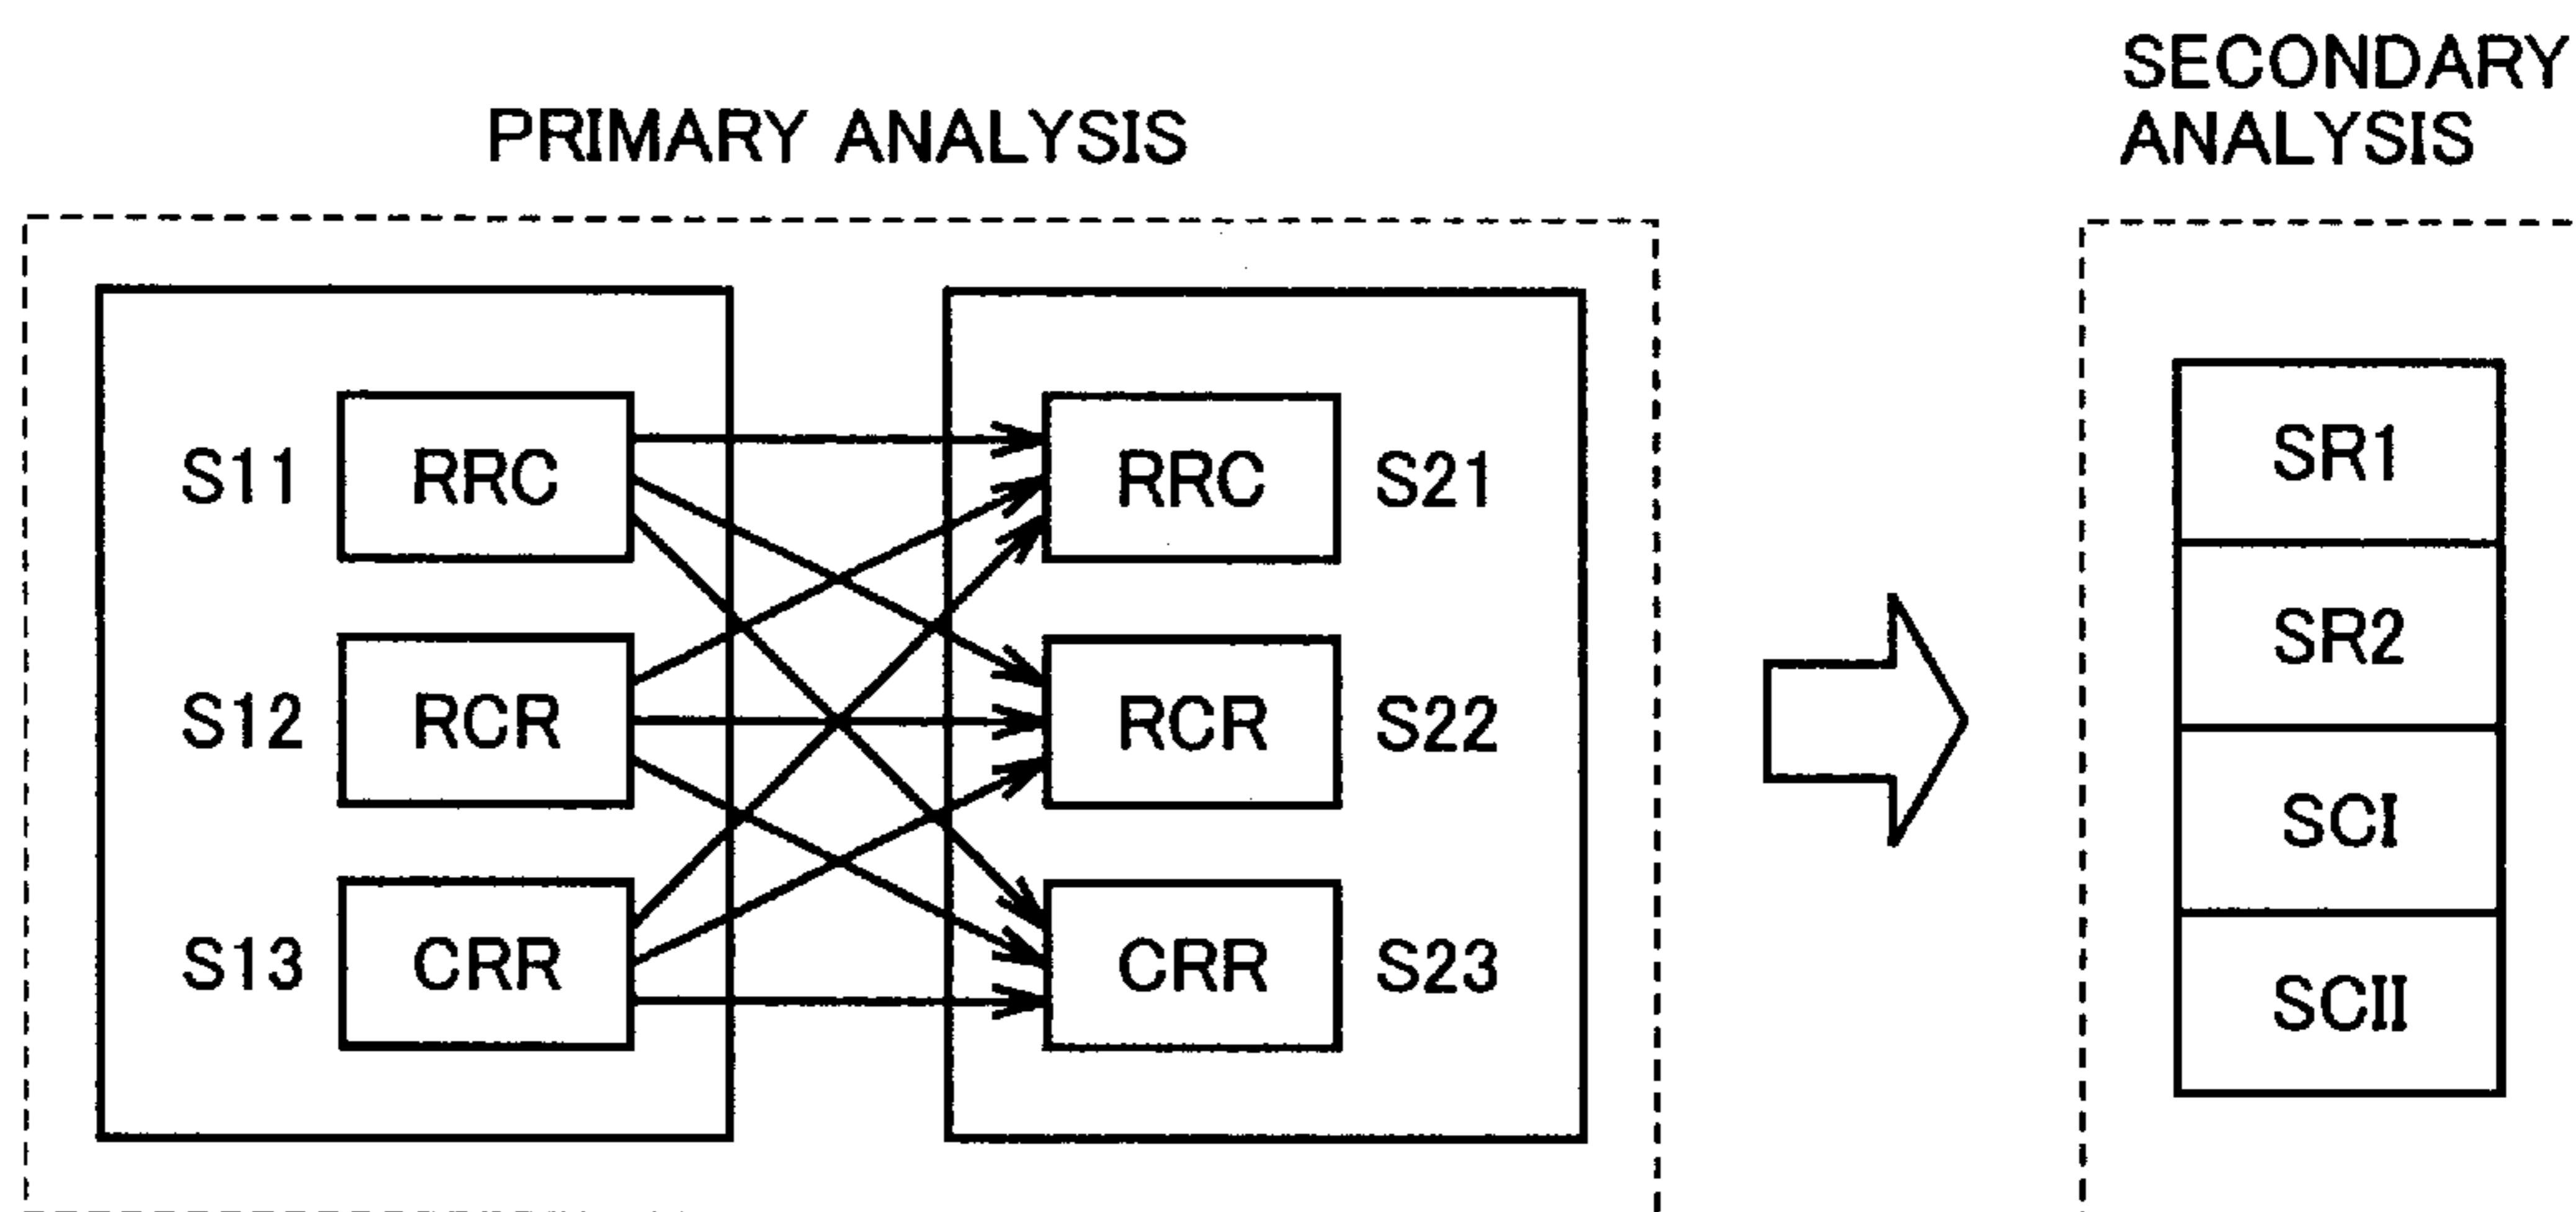 PRIMARY ANALYSIS
SECONDARY
ANALYSIS
S11 RRC
RRC S21
S12 RCR
RCR S22
S13 CRR
CRR S23
SR1
SR2
SCI
SCII